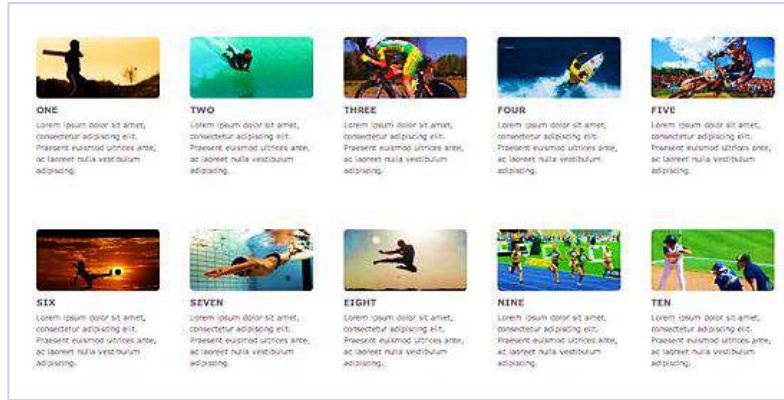 ONE
Lorem ipsum dolor sit amet,
consectetur adipiscing elit.
Praesent euismod ultrices ante,
ac laoreet nulla vestibulum
adipiscing.
TWO
Lorem ipsum dolor sit amet,
consectetur adipiscing elit.
Praesent euismod ultrices ante,
ac laoreet nulla vestibulum
adipiscing.
THREE
Lorem ipsum dolor sit amet,
consectetur adipiscing elit.
Praesent euismod ultrices ante,
ac laoreet nulla vestibulum
adipiscing.
FOUR
Lorem ipsum dolor sit amet,
consectetur adipiscing elit.
Praesent euismod ultrices ante,
ac laoreet nulla vestibulum
adipiscing.
FIVE
Lorem ipsum dolor sit amet,
consectetur adipiscing elit.
Praesent euismod ultrices ante,
ac laoreet nulla vestibulum
adipiscing.
SIX
Lorem ipsum dolor sit amet,
consectetur adipiscing elit.
Praesent euismod ultrices ante,
ac laoreet nulla vestibulum
adipiscing.
SEVEN
Lorem ipsum dolor sit amet,
consectetur adipiscing elit.
Praesent euismod ultrices ante,
ac laoreet nulla vestibulum
adipiscing.
EIGHT
Lorem ipsum dolor sit amet,
consectetur adipiscing elit.
Praesent euismod ultrices ante,
ac laoreet nulla vestibulum
adipiscing.
NINE
Lorem ipsum dolor sit amet,
consectetur adipiscing elit.
Praesent euismod ultrices ante,
ac laoreet nulla vestibulum
adipiscing.
TEN
Lorem ipsum dolor sit amet,
consectetur adipiscing elit.
Praesent euismod ultrices ante,
ac laoreet nulla vestibulum
adipiscing.